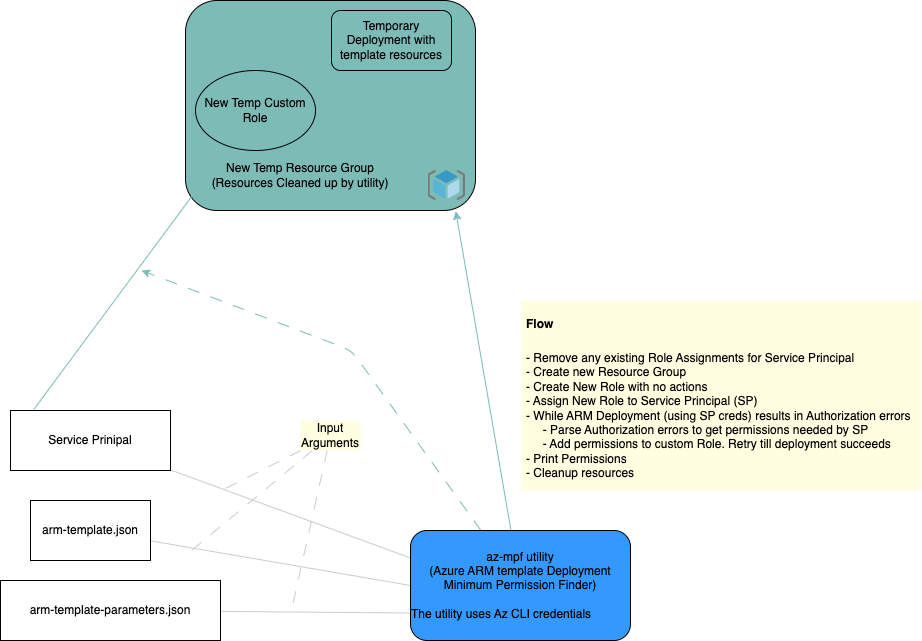 Temporary
Deployment with
template resources
New Temp Custom
Role
New Temp Resource Group
(Resources Cleaned up by utility)
Flow
- Remove any existing Role Assignments for Service Principal
- Create new Resource Group
- Create New Role with no actions
- Assign New Role to Service Principal (SP)
- While ARM Deployment (using SP creds) results in Authorization errors
- Parse Authorization errors to get permissions needed by SP
- Add permissions to custom Role. Retry till deployment succeeds
- Print Permissions
- Cleanup resources
Service Prinipal
Input
Arguments
arm-template.json
arm-template-parameters.json
az-mpf utility
(Azure ARM template Deployment
Minimum Permission Finder)
The utility uses Az CLI credentials